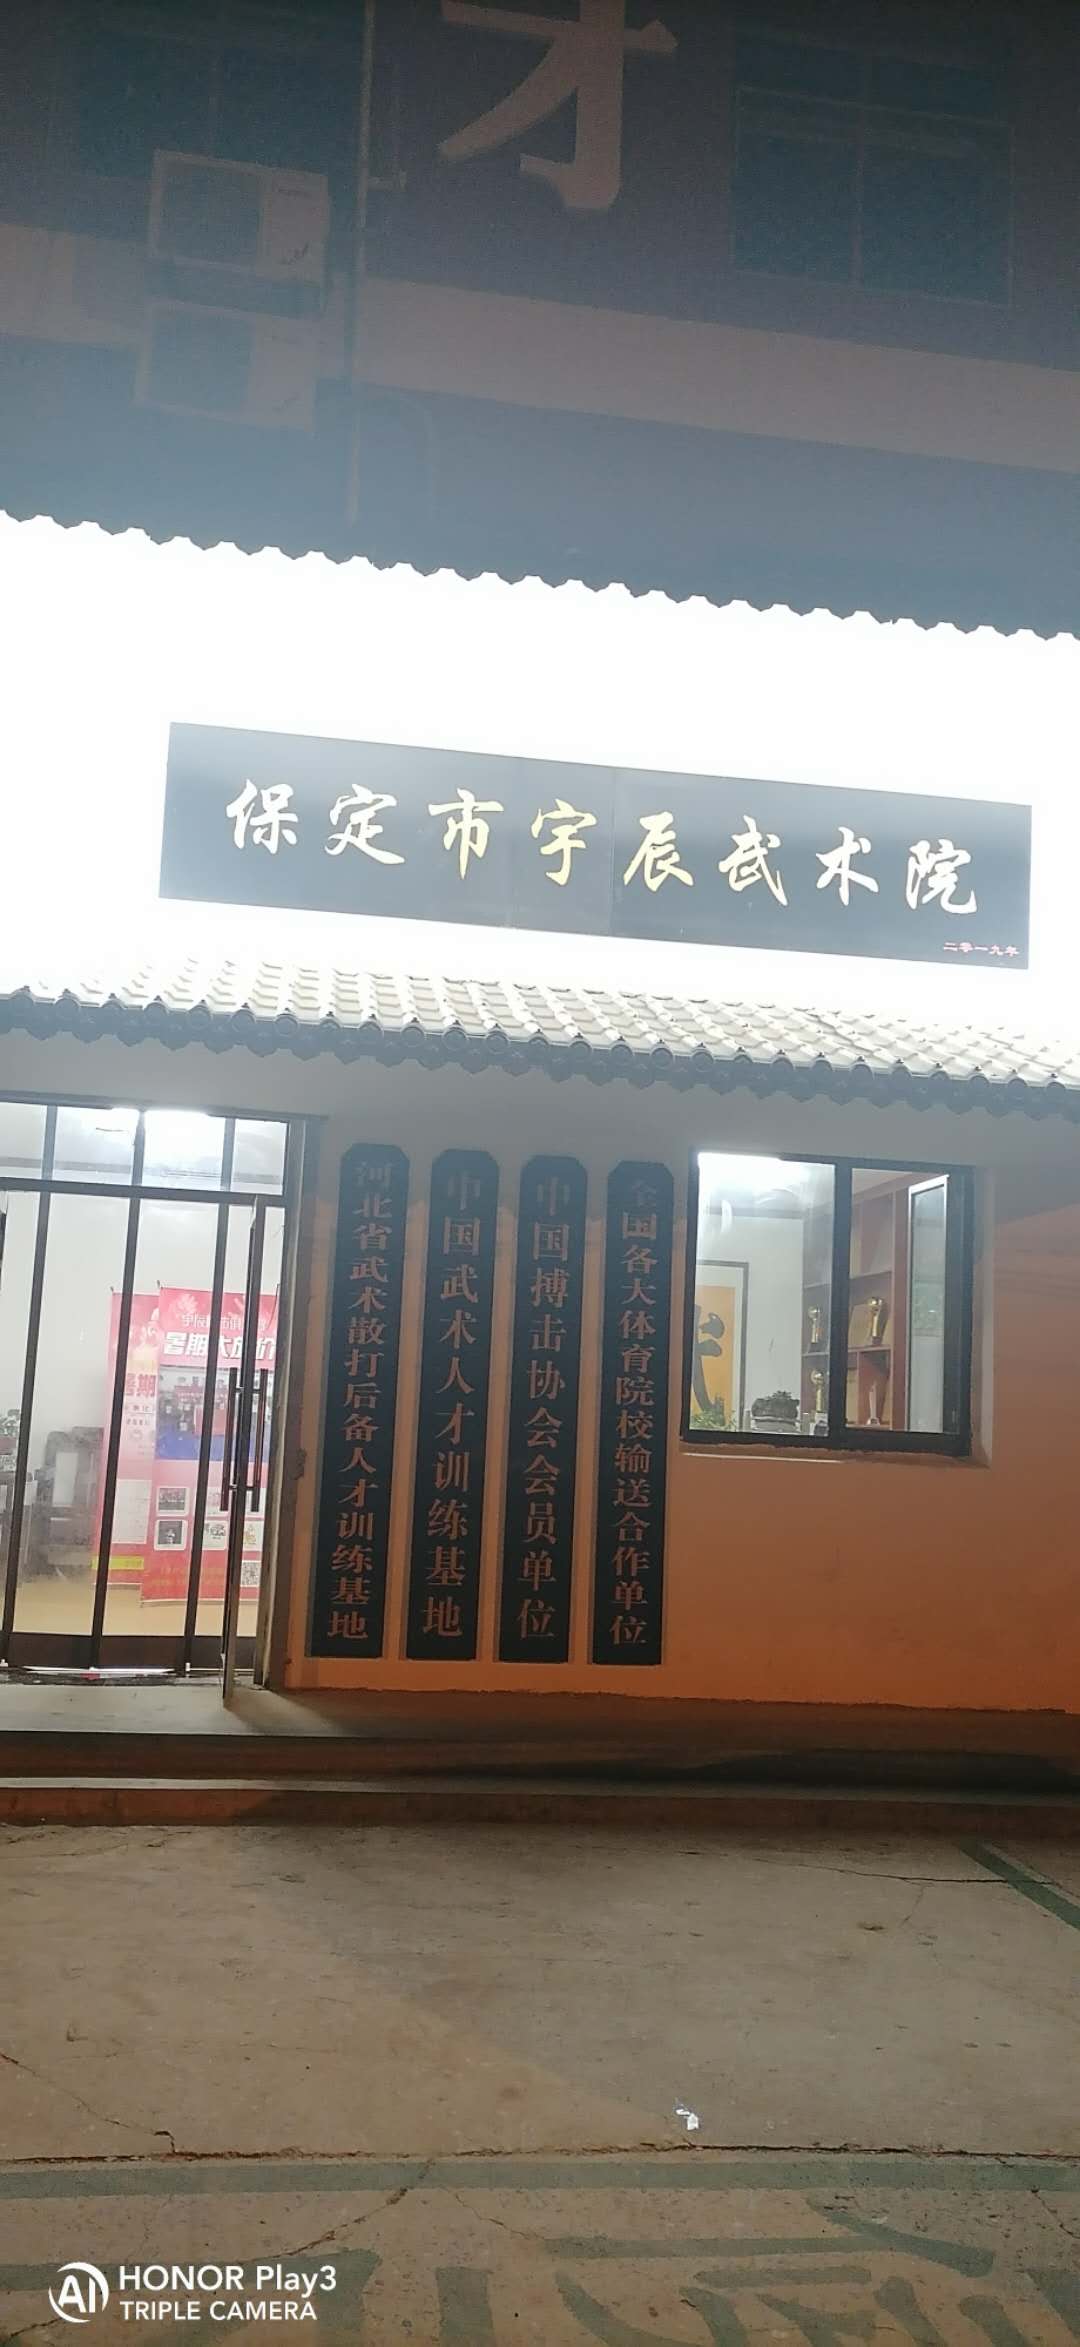 才
保定市宇辰武术院
二零一九年
河北省武术散打后备人才训练基地
中国武术人才训练基地
中国搏击协会会员单位
全国各大体育院校输送合作单位
暑期
HONOR Play3
TRIPLE CAMERA